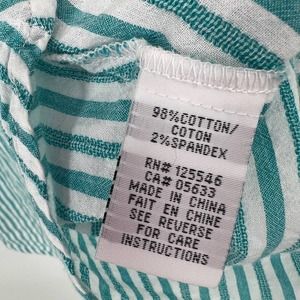 98%COTTON/
COTON
2%SPANDEX
RN# 125546
CA# 05633
MADE IN CHINA
FAIT EN CHINE
SEE REVERSE
FOR CARE
INSTRUCTIONS